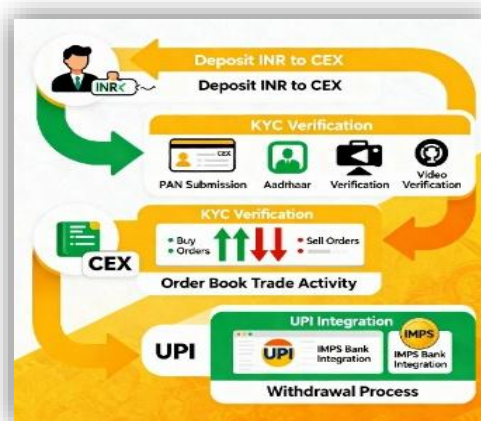 Deposit INR to CEX
INR<
Deposit INR to CEX
KYC Verification
CEX
PAN Submission
Aadhaar
Verification
Video
Verification
KYC Verification
• Buy
• Orders
• Sell Orders
CEX
Order Book Trade Activity
UPI Integration
UPI
UPI
IMPS Bank
Integration
IMPS
IMPS Bank
Integration
Withdrawal Process